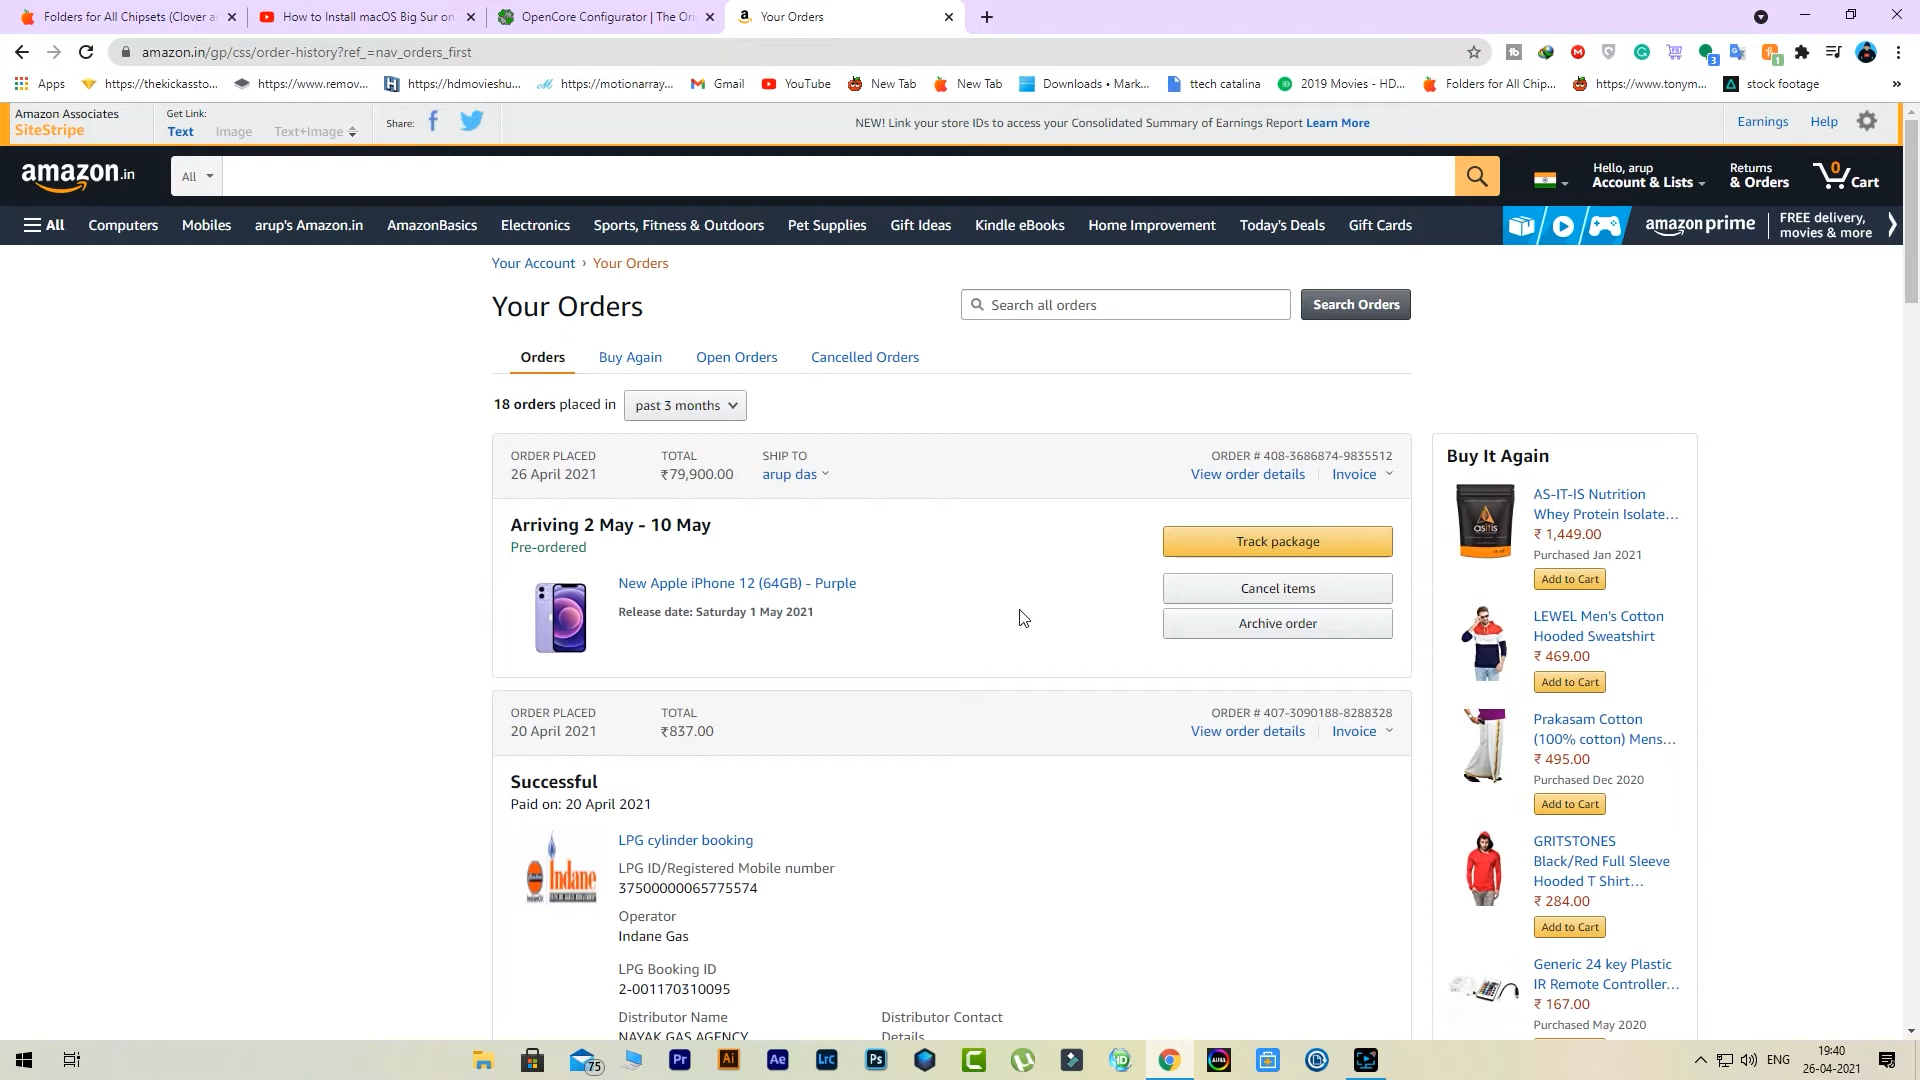 Folders for All Chipsets (Clover a
How to Install macOS Big Sur on
OpenCore Configurator | The Ori
Your Orders
amazon.in/gp/css/order-history?ref_=nav_orders_first
Apps
https://thekickassto...
https://www.remov...
https://hdmovieshu...
https://motionarray...
Gmail
YouTube
New Tab
New Tab
Downloads • Mark...
ttech catalina
2019 Movies - HD...
Folders for All Chip...
https://www.tonym...
stock footage
»
Amazon Associates
SiteStripe
Get Link:
Text
Image
Text+Image
Share:
NEW! Link your store IDs to access your Consolidated Summary of Earnings Report Learn More
Earnings
Help
amazon.in
All
Hello, arup
Account & Lists
Returns
& Orders
0
Cart
All
Computers
Mobiles
arup's Amazon.in
AmazonBasics
Electronics
Sports, Fitness & Outdoors
Pet Supplies
Gift Ideas
Kindle eBooks
Home Improvement
Today's Deals
Gift Cards
amazon prime
FREE delivery,
movies & more
Your Account › Your Orders
Your Orders
Search all orders
Search Orders
Orders
Buy Again
Open Orders
Cancelled Orders
18 orders placed in
past 3 months
ORDER PLACED
26 April 2021
TOTAL
₹79,900.00
SHIP TO
arup das
ORDER # 408-3686874-9835512
View order details
Invoice
Arriving 2 May - 10 May
Pre-ordered
New Apple iPhone 12 (64GB) - Purple
Release date: Saturday 1 May 2021
Track package
Cancel items
Archive order
ORDER PLACED
20 April 2021
TOTAL
₹837.00
ORDER # 407-3090188-8288328
View order details
Invoice
Successful
Paid on: 20 April 2021
Indane
LPG cylinder booking
LPG ID/Registered Mobile number
37500000065775574
Operator
Indane Gas
LPG Booking ID
2-001170310095
Distributor Name
NAYAK GAS AGENCY
Distributor Contact
Details
Buy It Again
asitis
AS-IT-IS Nutrition
Whey Protein Isolate...
₹ 1,449.00
Purchased Jan 2021
Add to Cart
LEWEL Men's Cotton
Hooded Sweatshirt
₹ 469.00
Add to Cart
Prakasam Cotton
(100% cotton) Mens...
₹ 495.00
Purchased Dec 2020
Add to Cart
GRITSTONES
Black/Red Full Sleeve
Hooded T Shirt...
₹ 284.00
Add to Cart
Generic 24 key Plastic
IR Remote Controller...
₹ 167.00
Purchased May 2020
75
Pr
Ai
Ae
Lrc
Ps
ENG
19:40
26-04-2021